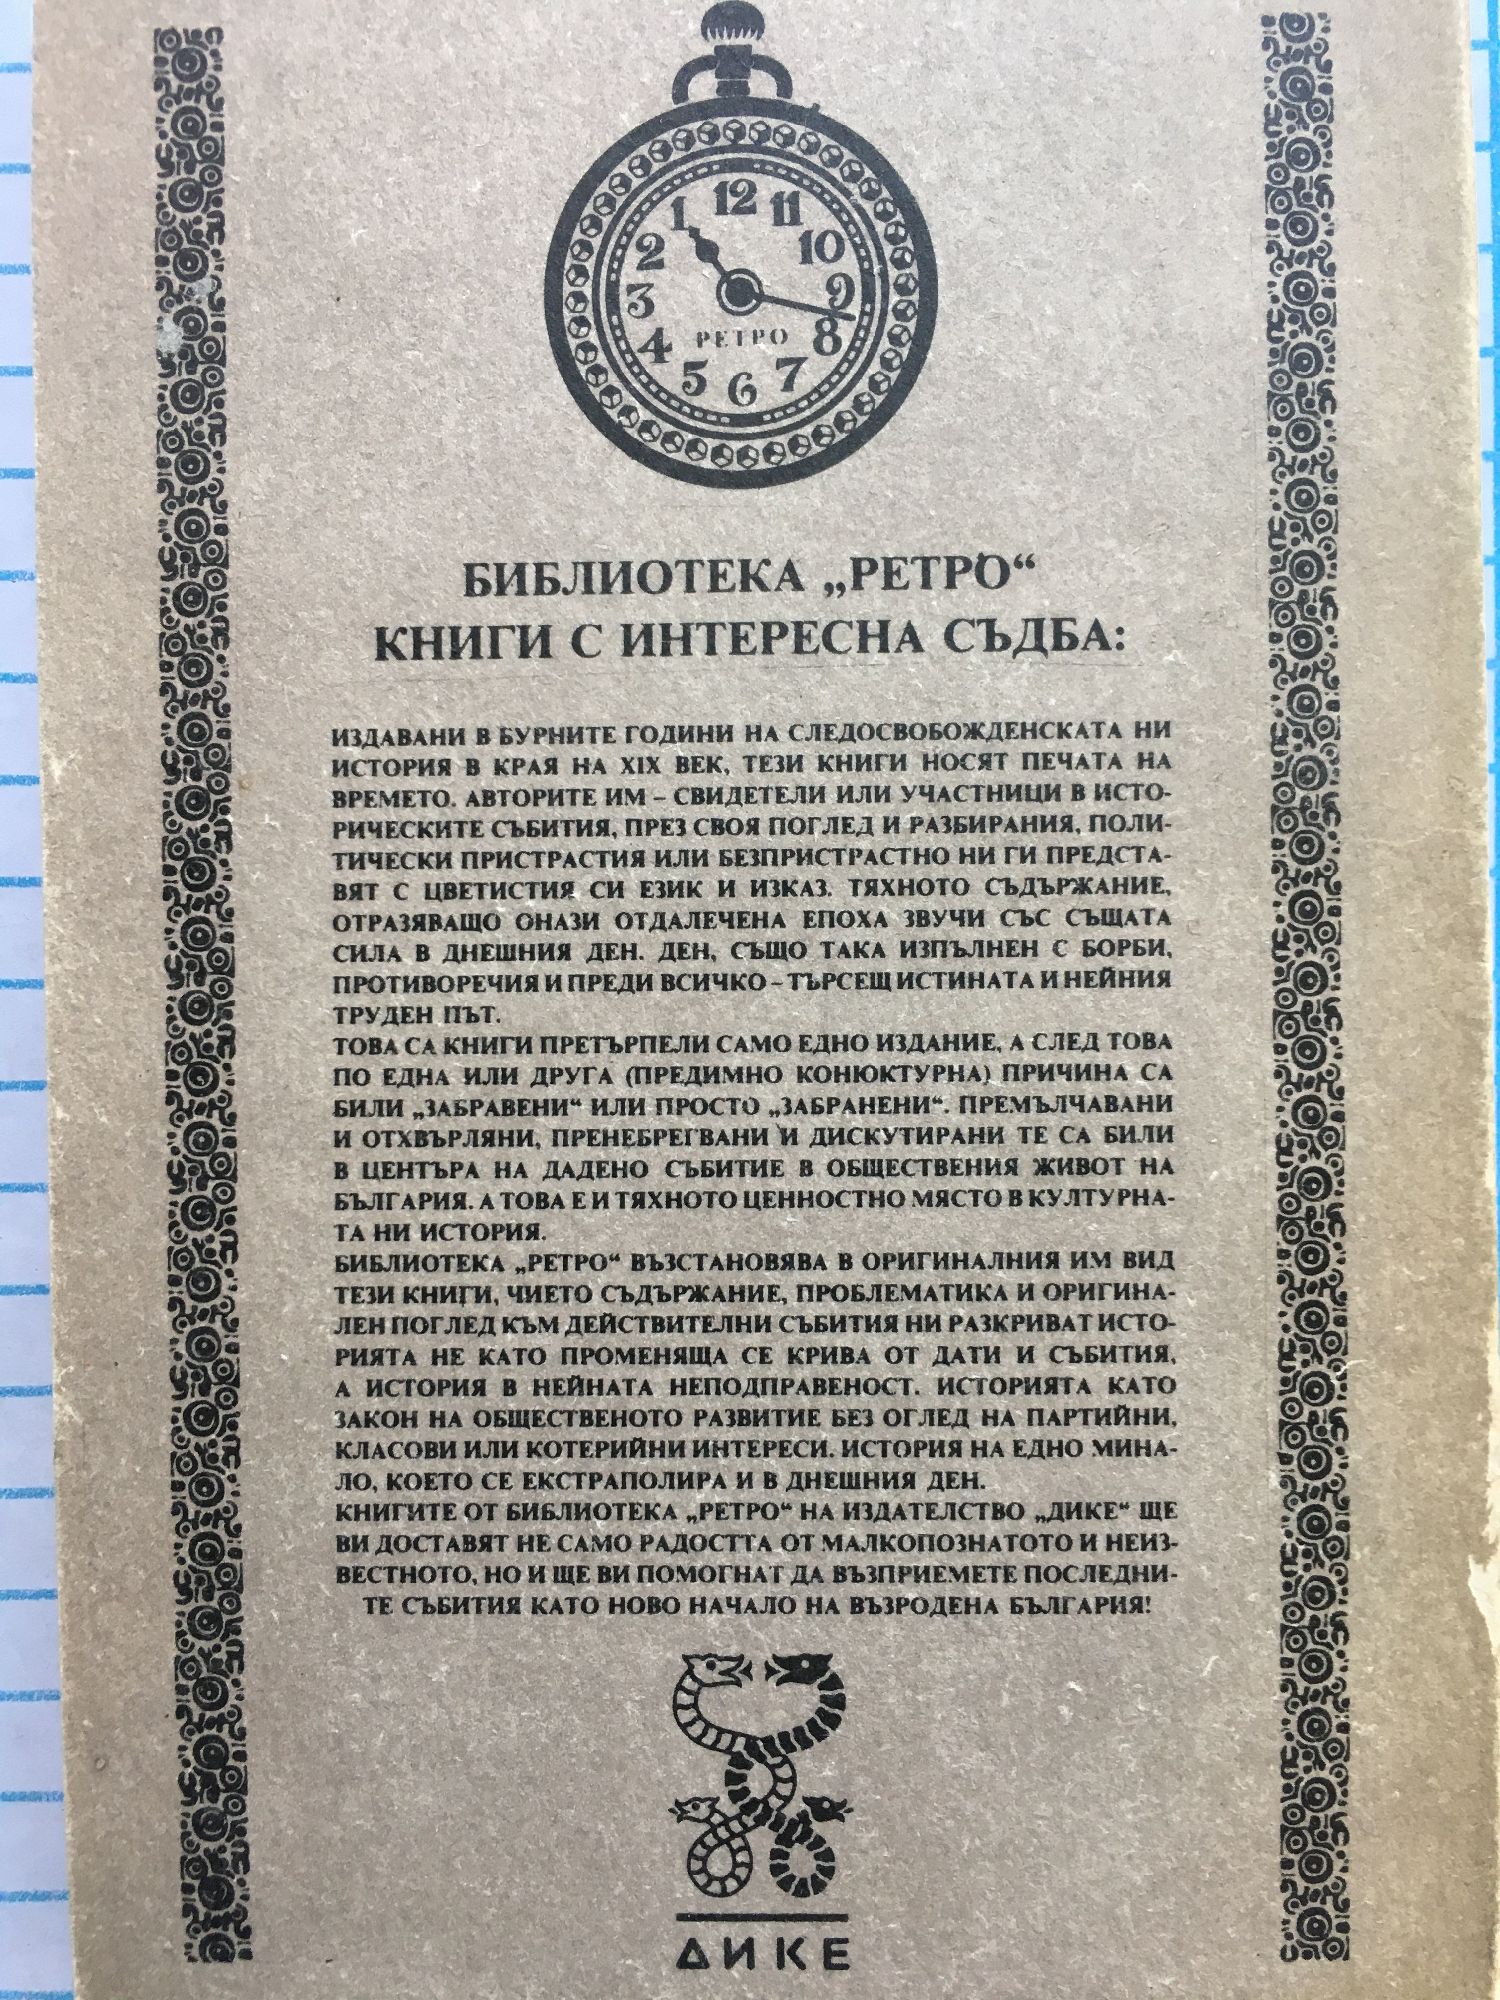 12
1 11
2 10
3 9
4 РЕТРО 8
5 7
6
БИБЛИОТЕКА „РЕТРО“
КНИГИ С ИНТЕРЕСНА СЪДБА:
ИЗДАВАНИ В БУРНИТЕ ГОДИНИ НА СЛЕДОСВОБОЖДЕНСКАТА НИ
ИСТОРИЯ В КРАЯ НА XIX ВЕК, ТЕЗИ КНИГИ НОСЯТ ПЕЧАТА НА
ВРЕМЕТО. АВТОРИТЕ ИМ – СВИДЕТЕЛИ ИЛИ УЧАСТНИЦИ В ИСТО-
РИЧЕСКИТЕ СЪБИТИЯ, ПРЕЗ СВОЯ ПОГЛЕД И РАЗБИРАНИЯ, ПОЛИ-
ТИЧЕСКИ ПРИСТРАСТИЯ ИЛИ БЕЗПРИСТРАСТНО НИ ГИ ПРЕДСТА-
ВЯТ С ЦВЕТИСТИЯ СИ ЕЗИК И ИЗКАЗ. ТЯХНОТО СЪДЪРЖАНИЕ,
ОТРАЗЯВАЩО ОНАЗИ ОТДАЛЕЧЕНА ЕПОХА ЗВУЧИ СЪС СЪЩАТА
СИЛА В ДНЕШНИЯ ДЕН. ДЕН, СЪЩО ТАКА ИЗПЪЛНЕН С БОРБИ,
ПРОТИВОРЕЧИЯ И ПРЕДИ ВСИЧКО – ТЪРСЕЩ ИСТИНАТА И НЕЙНИЯ
ТРУДЕН ПЪТ.
ТОВА СА КНИГИ ПРЕТЪРПЕЛИ САМО ЕДНО ИЗДАНИЕ, А СЛЕД ТОВА
ПО ЕДНА ИЛИ ДРУГА (ПРЕДИМНО КОНЮКТУРНА) ПРИЧИНА СА
БИЛИ „ЗАБРАВЕНИ“ ИЛИ ПРОСТО „ЗАБРАНЕНИ“. ПРЕМЪЛЧАВАНИ
И ОТХВЪРЛЯНИ, ПРЕНЕБРЕГВАНИ И ДИСКУТИРАНИ ТЕ СА БИЛИ
В ЦЕНТЪРА НА ДАДЕНО СЪБИТИЕ В ОБЩЕСТВЕНИЯ ЖИВОТ НА
БЪЛГАРИЯ. А ТОВА Е И ТЯХНОТО ЦЕННОСТНО МЯСТО В КУЛТУРНА-
ТА НИ ИСТОРИЯ.
БИБЛИОТЕКА „РЕТРО“ ВЪЗСТАНОВЯВА В ОРИГИНАЛНИЯ ИМ ВИД
ТЕЗИ КНИГИ, ЧИЕТО СЪДЪРЖАНИЕ, ПРОБЛЕМАТИКА И ОРИГИНА-
ЛЕН ПОГЛЕД КЪМ ДЕЙСТВИТЕЛНИ СЪБИТИЯ НИ РАЗКРИВАТ ИСТО-
РИЯТА НЕ КАТО ПРОМЕНЯЩА СЕ КРИВА ОТ ДАТИ И СЪБИТИЯ,
А ИСТОРИЯ В НЕЙНАТА НЕПОДПРАВЕНОСТ. ИСТОРИЯТА КАТО
ЗАКОН НА ОБЩЕСТВЕНОТО РАЗВИТИЕ БЕЗ ОГЛЕД НА ПАРТИЙНИ,
КЛАСОВИ ИЛИ КОТЕРИЙНИ ИНТЕРЕСИ. ИСТОРИЯ НА ЕДНО МИНА-
ЛО, КОЕТО СЕ ЕКСТРАПОЛИРА И В ДНЕШНИЯ ДЕН.
КНИГИТЕ ОТ БИБЛИОТЕКА „РЕТРО“ НА ИЗДАТЕЛСТВО „ДИКЕ“ ЩЕ
ВИ ДОСТАВЯТ НЕ САМО РАДОСТТА ОТ МАЛКОПОЗНАТОТО И НЕИЗ-
ВЕСТНОТО, НО И ЩЕ ВИ ПОМОГНАТ ДА ВЪЗПРИЕМЕТЕ ПОСЛЕДНИ-
ТЕ СЪБИТИЯ КАТО НОВО НАЧАЛО НА ВЪЗРОДЕНА БЪЛГАРИЯ!
ДИКЕ